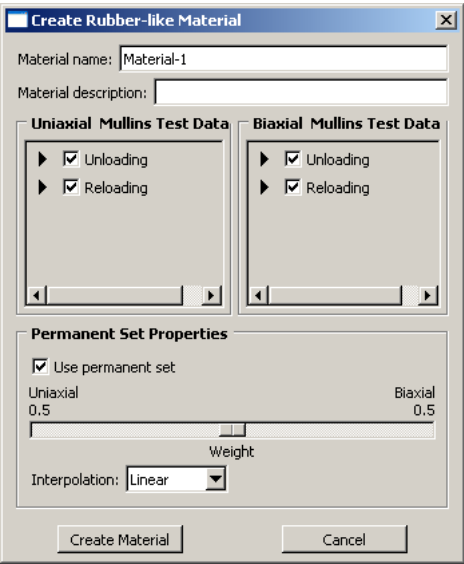 Create Rubber-like Material
Material name: Material-1
Material description:
Uniaxial Mullins Test Data
Biaxial Mullins Test Data
Unloading
Reloading
Unloading
Reloading
Permanent Set Properties
Use permanent set
Uniaxial Biaxial
0.5 0.5
Weight
Interpolation: Linear
Create Material Cancel